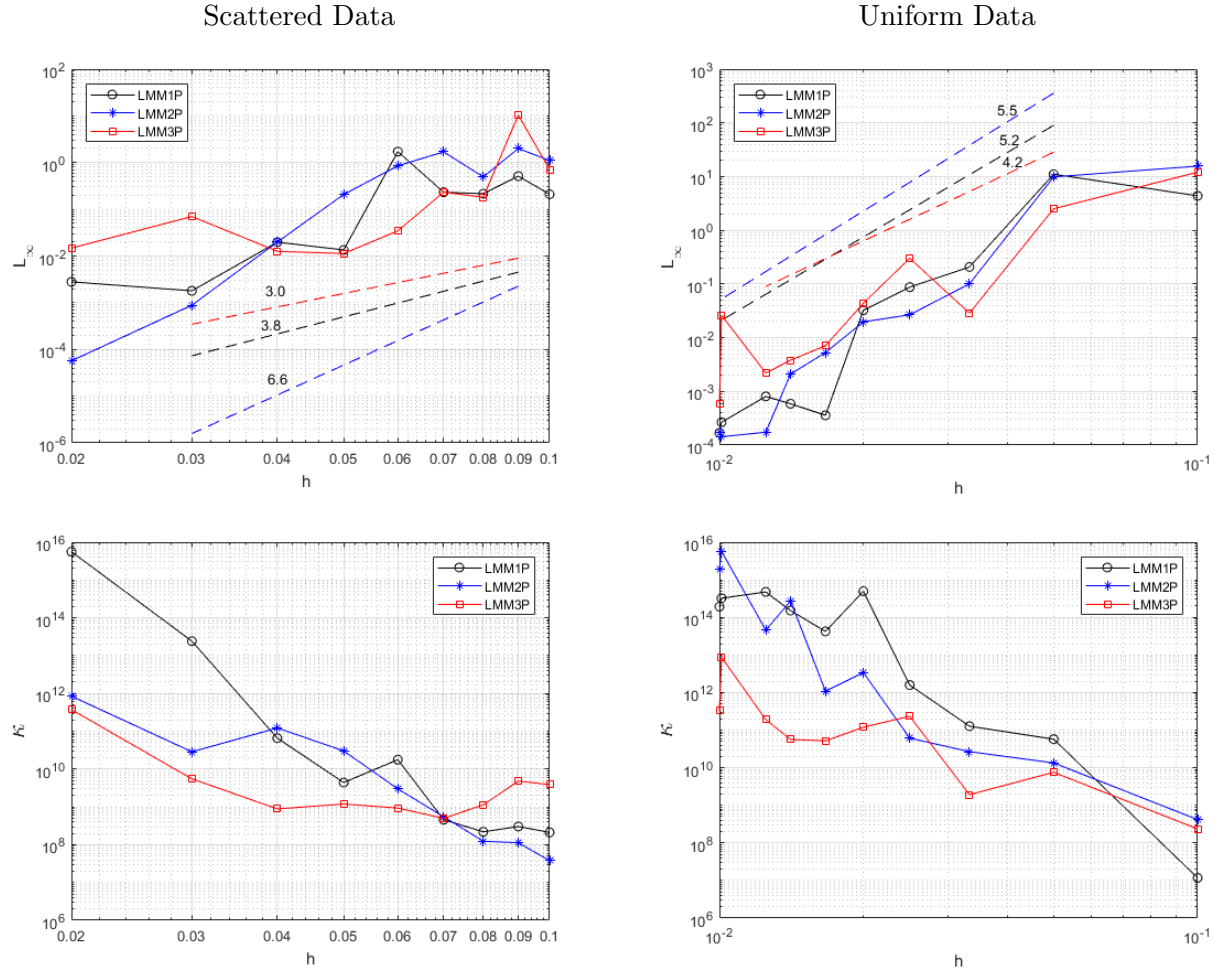 Scattered Data
Uniform Data
10^2
10^0
10^-2
10^-4
10^-6
L∞
LMM1P
LMM2P
LMM3P
3.0
3.8
6.6
0.02 0.03 0.04 0.05 0.06 0.07 0.08 0.09 0.1
h
10^3
10^2
10^1
10^0
10^-1
10^-2
10^-3
10^-4
L∞
LMM1P
LMM2P
LMM3P
5.5
5.2
4.2
10^-2 10^-1
h
10^16
10^14
10^12
10^10
10^8
10^6
κ
LMM1P
LMM2P
LMM3P
0.02 0.03 0.04 0.05 0.06 0.07 0.08 0.09 0.1
h
10^16
10^14
10^12
10^10
10^8
10^6
κ
LMM1P
LMM2P
LMM3P
10^-2 10^-1
h